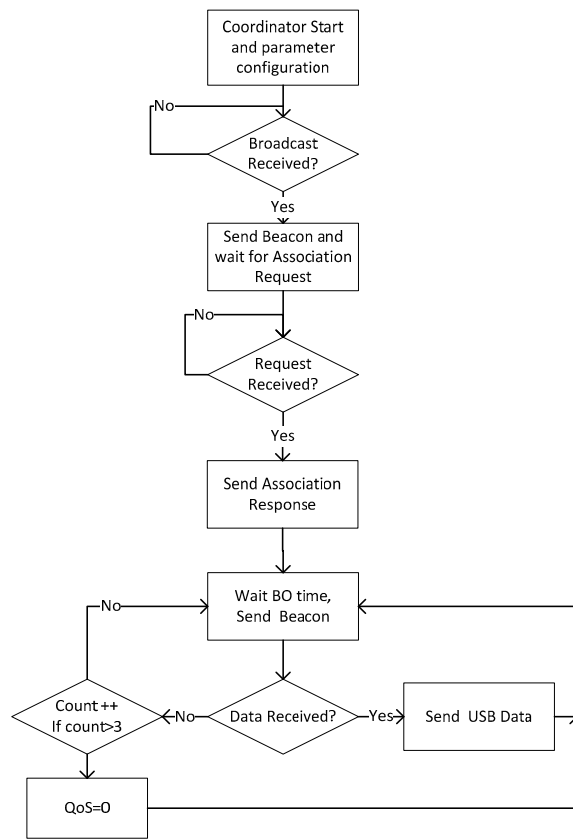 Coordinator Start
and parameter
configuration
No
Broadcast
Received?
Yes
Send Beacon and
wait for Association
Request
No
Request
Received?
Yes
Send Association
Response
No
Wait BO time,
Send Beacon
Count ++
If count>3
No
Data Received?
Yes
Send USB Data
QoS=0